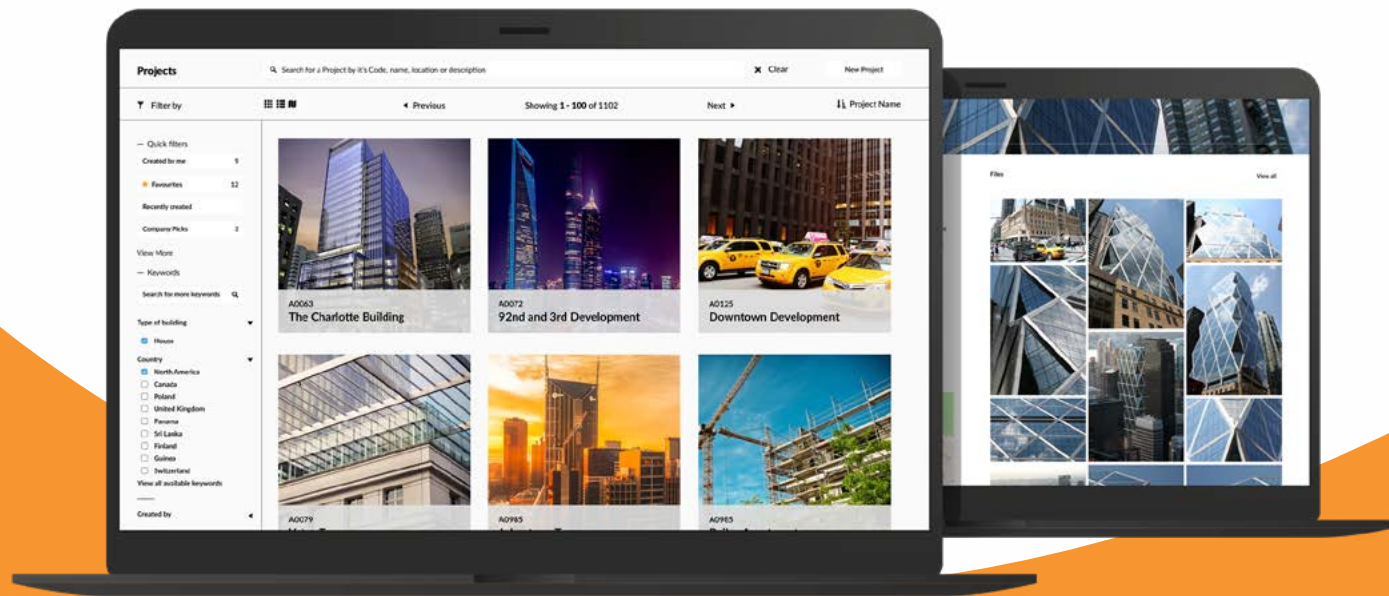 Projects
Search for a Project by it's Code, name, location or description
Clear
New Project
Filter by
Previous
Showing 1 - 100 of 1102
Next
Project Name
Quick filters
Created by me 9
Favourites 12
Recently created
Company Picks 2
View More
Keywords
Search for more keywords
Type of building
House
Country
North America
Canada
Poland
United Kingdom
Panama
Sri Lanka
Finland
Guinea
Switzerland
View all available keywords
Created by
A0063
The Charlotte Building
A0072
92nd and 3rd Development
A0125
Downtown Development
A0079
A0985
A0985
Files
View all